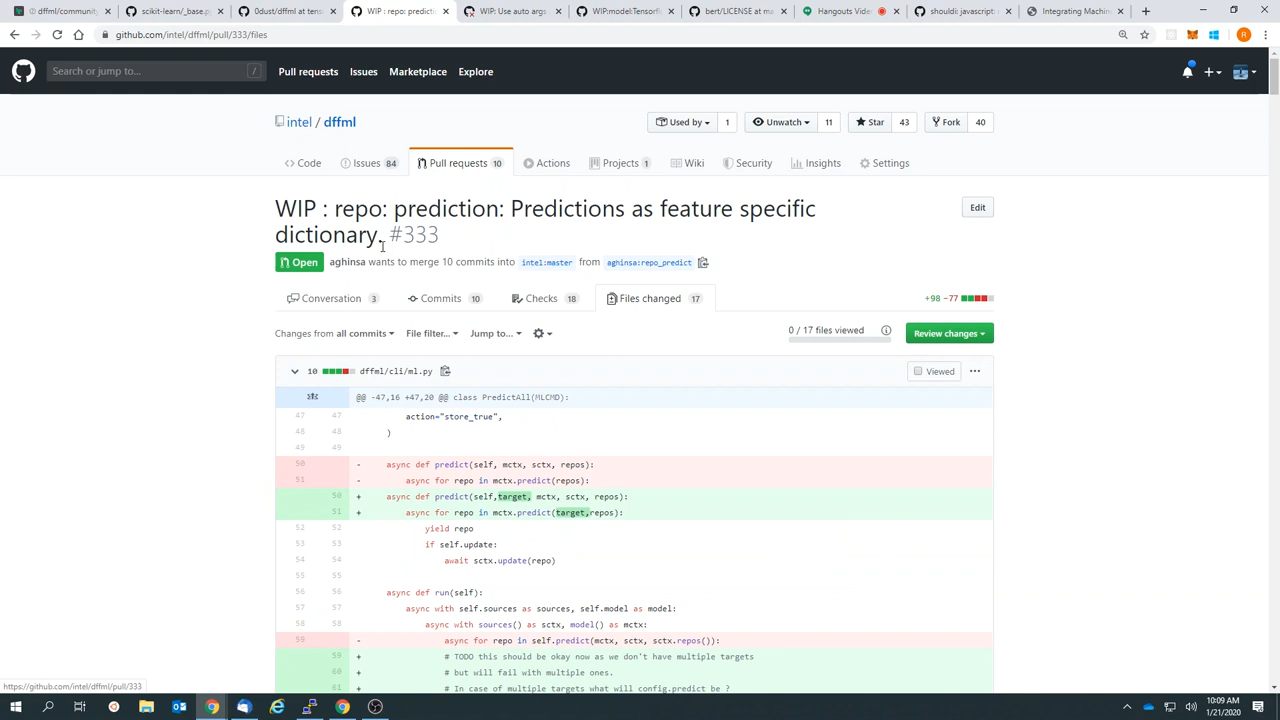 dffml/community/
scikit-learn/_base.py
0dust/dffml at tens
WIP : repo: predicti
WIP: Use auto args
WIP:model:Tensorfl
bert/LICENSE at ma
Hangouts Vide
shouldi: javascript:
Integrating Machin
github.com/intel/dffml/pull/333/files
R
Search or jump to...
/
Pull requests
Issues
Marketplace
Explore
intel / dffml
Used by
1
Unwatch
11
Star
43
Fork
40
Code
Issues 84
Pull requests 10
Actions
Projects 1
Wiki
Security
Insights
Settings
WIP : repo: prediction: Predictions as feature specific
dictionary. #333
Edit
Open
aghinsa wants to merge 10 commits into intel:master from aghinsa:repo_predict
Conversation 3
Commits 10
Checks 18
Files changed 17
+98 −77
Changes from all commits
File filter...
Jump to...
0 / 17 files viewed
Review changes
10 dffml/cli/ml.py
Viewed
@@ -47,16 +47,20 @@ class PredictAll(MLCMD):
47 47 action="store_true",
48 48 )
49 49
50 - async def predict(self, mctx, sctx, repos):
51 - async for repo in mctx.predict(repos):
50 + async def predict(self,target, mctx, sctx, repos):
51 + async for repo in mctx.predict(target,repos):
52 52 yield repo
53 53 if self.update:
54 54 await sctx.update(repo)
55 55
56 56 async def run(self):
57 57 async with self.sources as sources, self.model as model:
58 58 async with sources() as sctx, model() as mctx:
59 - async for repo in self.predict(mctx, sctx, sctx.repos()):
59 + # TODO this should be okay now as we don't have multiple targets
60 + # but will fail with multiple ones.
61 + # In case of multiple targets what will config.predict be ?
https://github.com/intel/dffml/pull/333
10:09 AM
1/21/2020